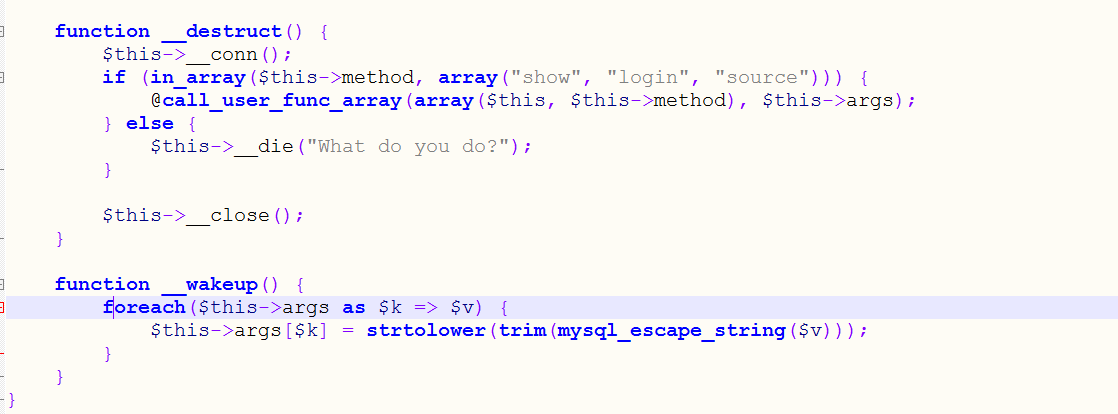 function __destruct() {
$this->__conn();
if (in_array($this->method, array("show", "login", "source"))) {
@call_user_func_array(array($this, $this->method), $this->args);
} else {
$this->__die("What do you do?");
}
$this->__close();
}
function __wakeup() {
foreach($this->args as $k => $v) {
$this->args[$k] = strtolower(trim(mysql_escape_string($v)));
}
}
}